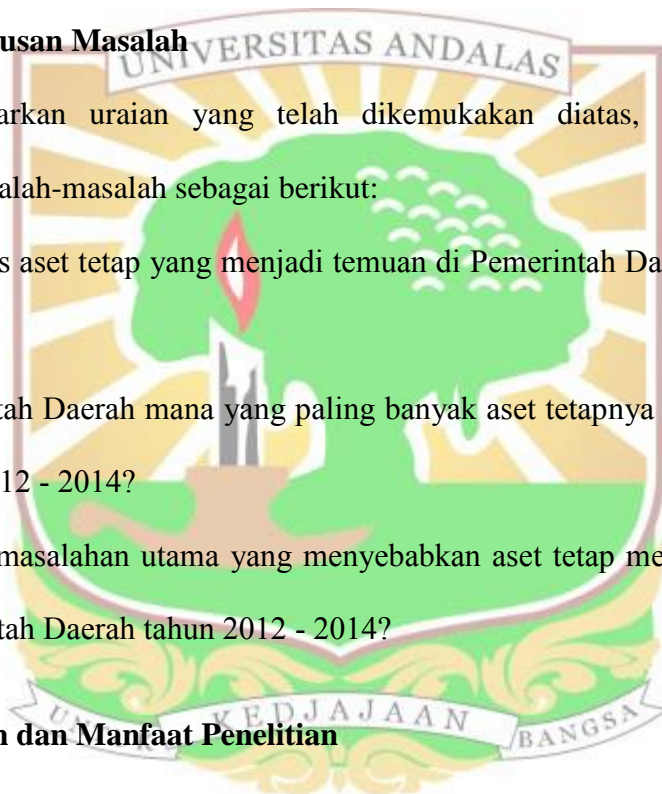 usan Masalah
UNIVERSITAS ANDALAS
arkan uraian yang telah dikemukakan diatas,
alah-masalah sebagai berikut:
s aset tetap yang menjadi temuan di Pemerintah Da
tah Daerah mana yang paling banyak aset tetapnya
12 - 2014?
masalahan utama yang menyebabkan aset tetap me
tah Daerah tahun 2012 - 2014?
UNTUK KEDJAJAAN BANGSA
n dan Manfaat Penelitian